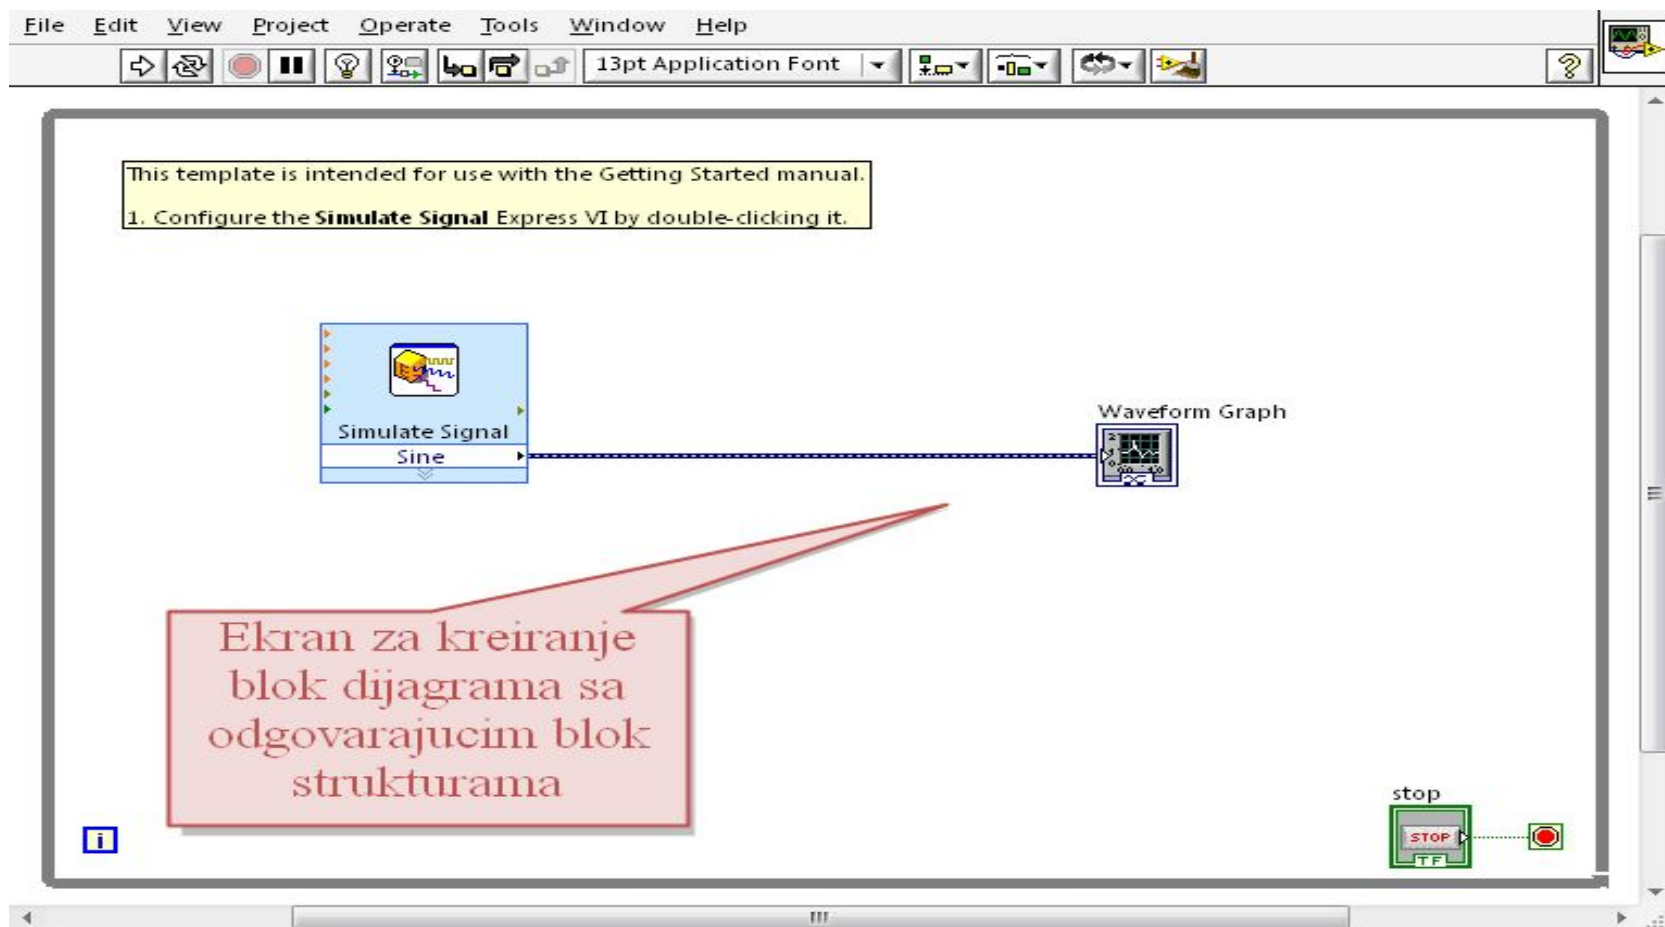 File Edit View Project Operate Tools Window Help
13pt Application Font
This template is intended for use with the Getting Started manual.
1. Configure the Simulate Signal Express VI by double-clicking it.
Simulate Signal
Sine
Waveform Graph
Ekran za kreiranje
blok dijagrama sa
odgovarajucim blok
strukturama
stop
STOP
TF
i